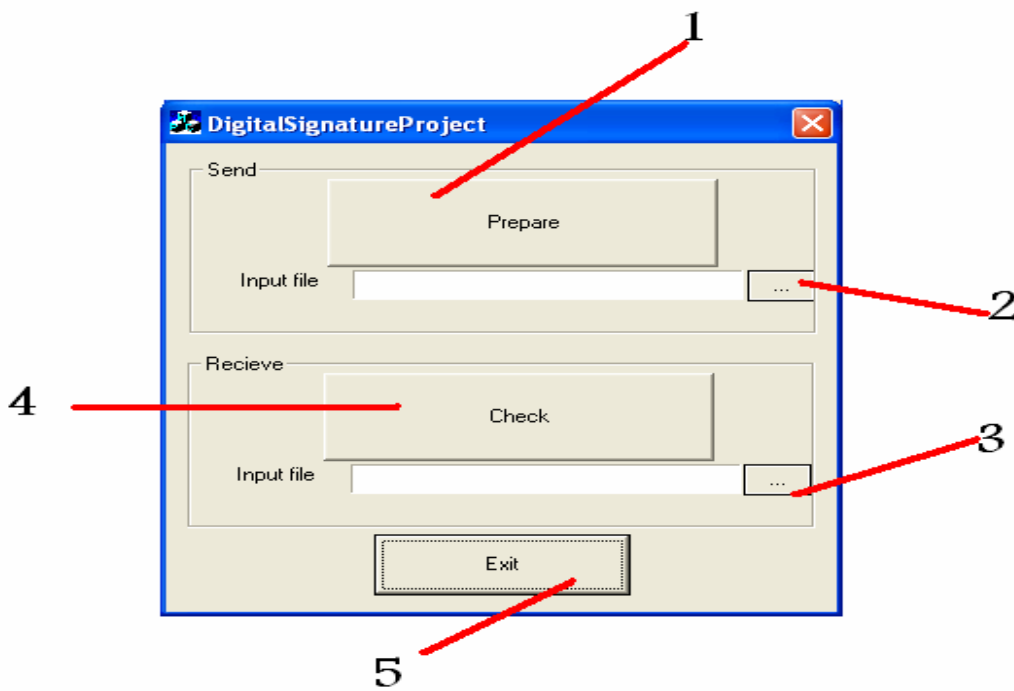 1
DigitalSignatureProject
Send
Prepare
Input file
...
2
Recieve
4
Check
3
Input file
...
Exit
5